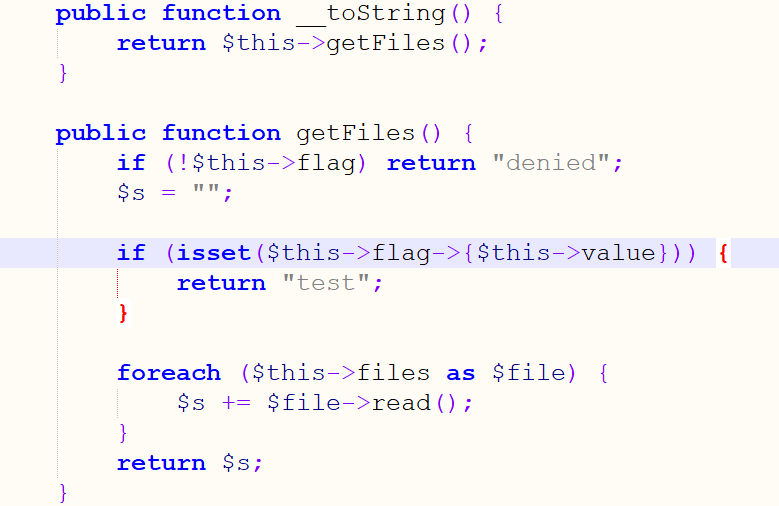 public function __toString() {
return $this->getFiles();
}
public function getFiles() {
if (!$this->flag) return "denied";
$s = "";
if (isset($this->flag->{$this->value})) {
return "test";
}
foreach ($this->files as $file) {
$s += $file->read();
}
return $s;
}